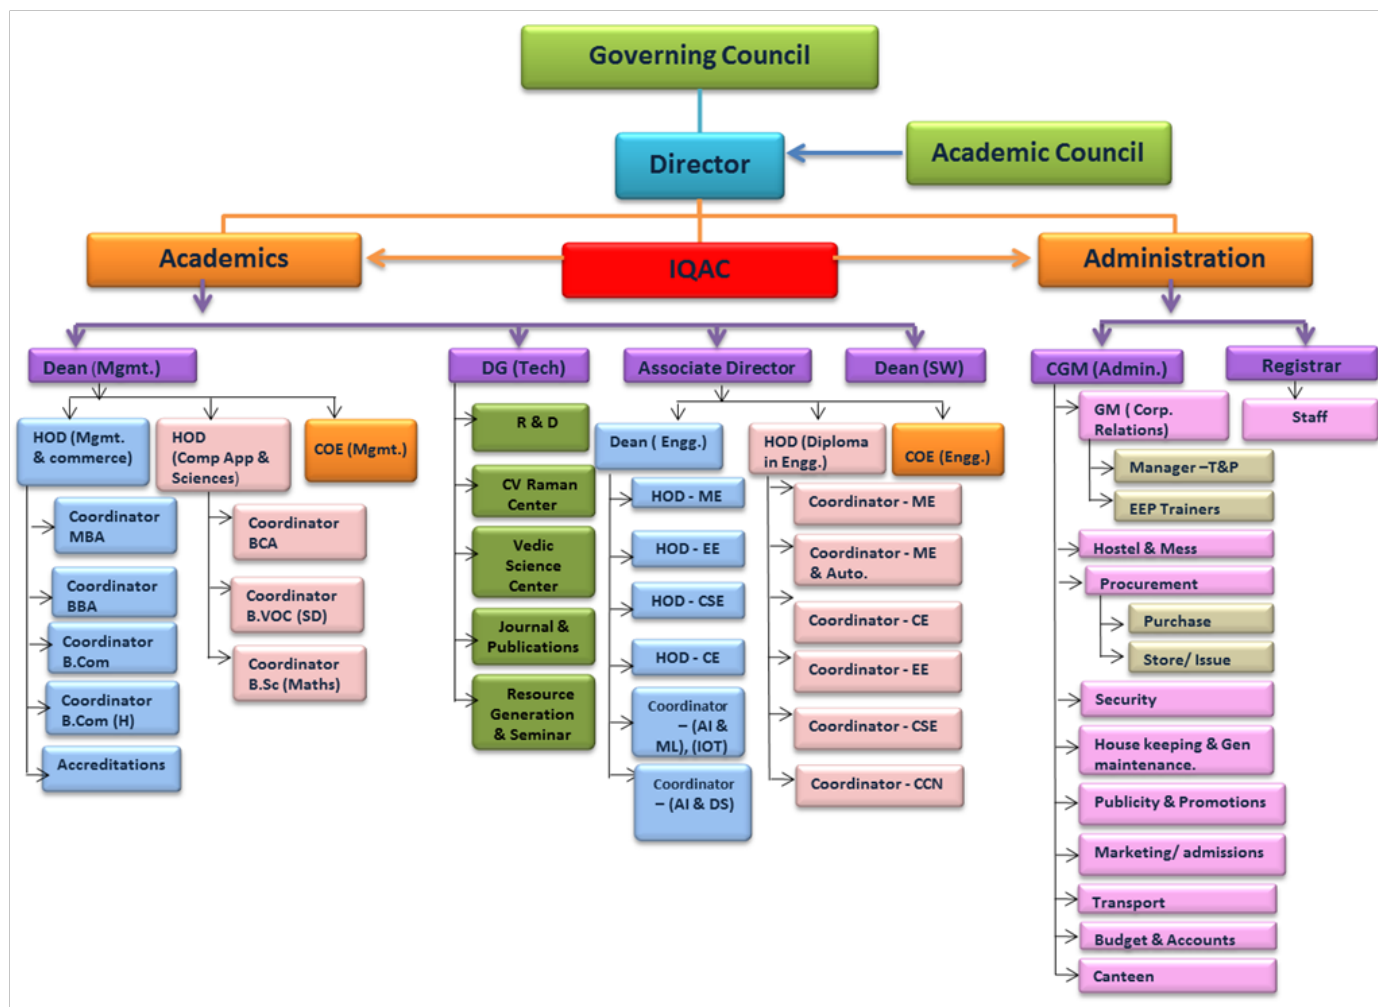 Governing Council
Director
Academic Council
Academics
IQAC
Administration
Dean (Mgmt.)
DG (Tech)
Associate Director
Dean (SW)
CGM (Admin.)
Registrar
HOD (Mgmt.
& commerce)
HOD
(Comp App &
Sciences)
COE (Mgmt.)
Coordinator
MBA
Coordinator
BBA
Coordinator
B.Com
Coordinator
B.Com (H)
Accreditations
Coordinator
BCA
Coordinator
B.VOC (SD)
Coordinator
B.Sc (Maths)
R & D
CV Raman
Center
Vedic
Science
Center
Journal &
Publications
Resource
Generation
& Seminar
Dean ( Engg.)
HOD (Diploma
in Engg.)
COE (Engg.)
HOD - ME
HOD - EE
HOD - CSE
HOD - CE
Coordinator
– (AI &
ML), (IOT)
Coordinator
– (AI & DS)
Coordinator - ME
Coordinator - ME
& Auto.
Coordinator - CE
Coordinator - EE
Coordinator - CSE
Coordinator - CCN
GM ( Corp.
Relations)
Manager –T&P
EEP Trainers
Hostel & Mess
Procurement
Purchase
Store/ Issue
Security
House keeping & Gen
maintenance.
Publicity & Promotions
Marketing/ admissions
Transport
Budget & Accounts
Canteen
Staff